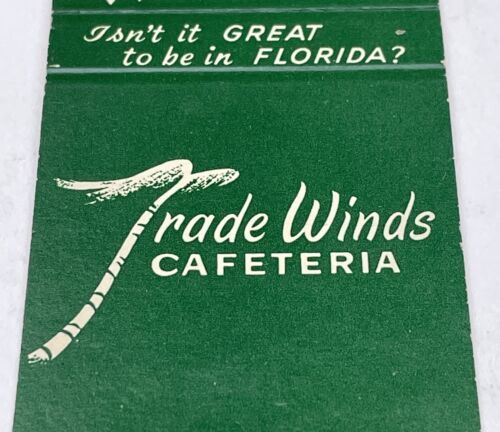 Isn't it GREAT
to be in FLORIDA?
Trade Winds
CAFETERIA